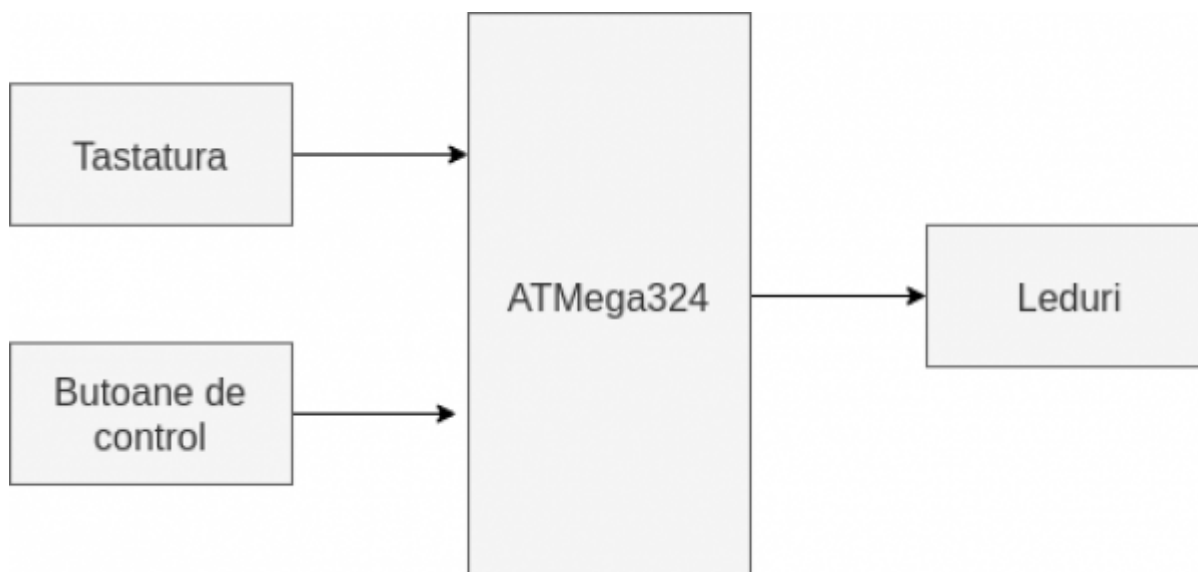 Tastatura
Butoane de
control
ATMega324
Leduri